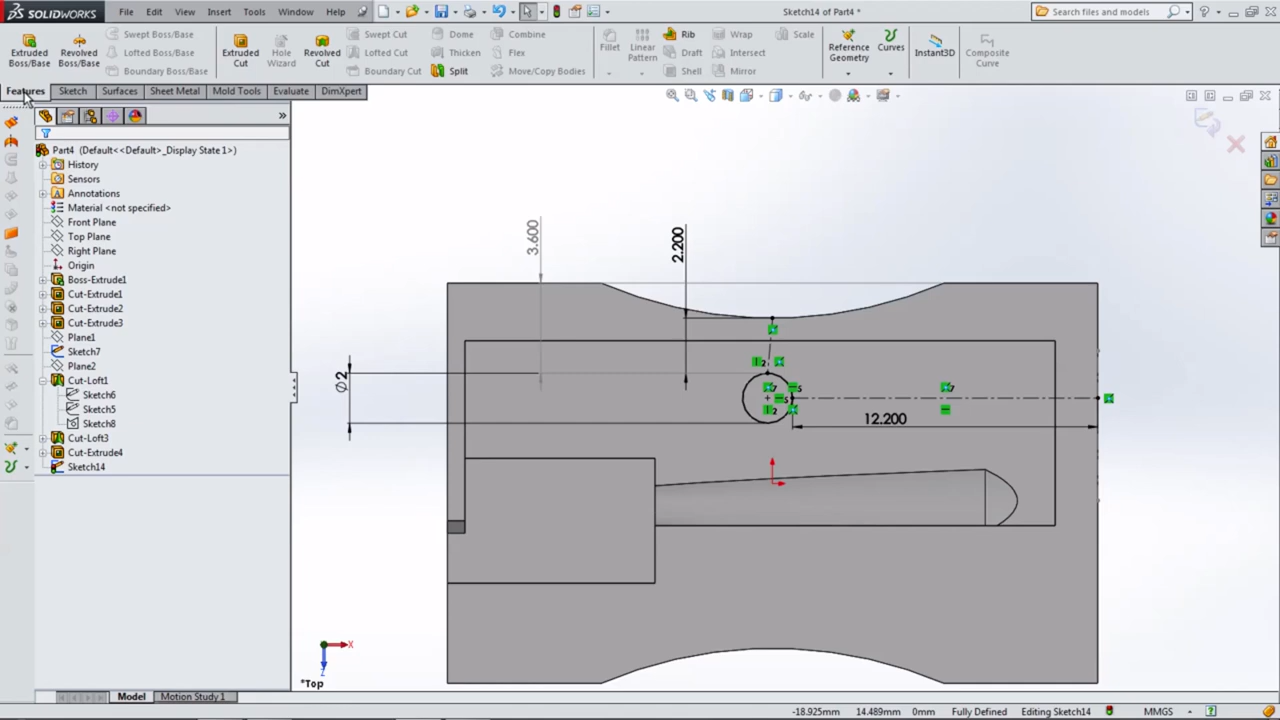 SOLIDWORKS File Edit View Insert Tools Window Help Sketch14 of Part4 * Search files and models
Extruded Boss/Base Revolved Boss/Base Swept Boss/Base Extruded Cut Hole Wizard Revolved Cut Swept Cut Dome Combine Fillet Linear Pattern Rib Wrap Scale Reference Geometry Curves Instant3D Composite Curve
Lofted Boss/Base Lofted Cut Thicken Flex Draft Intersect
Boundary Boss/Base Boundary Cut Split Move/Copy Bodies Shell Mirror
Features Sketch Surfaces Sheet Metal Mold Tools Evaluate DimXpert
Part4 (Default<<Default>_Display State 1>)
History
Sensors
Annotations
Material <not specified>
Front Plane
Top Plane
Right Plane
Origin
Boss-Extrude1
Cut-Extrude1
Cut-Extrude2
Cut-Extrude3
Plane1
Sketch7
Plane2
Cut-Loft1
Sketch6
Sketch5
Sketch8
Cut-Loft3
Cut-Extrude4
Sketch14
3.600
2.200
∅2
12.200
X
Z
*Top
Model Motion Study 1
-18.925mm 14.489mm 0mm Fully Defined Editing Sketch14 MMGS